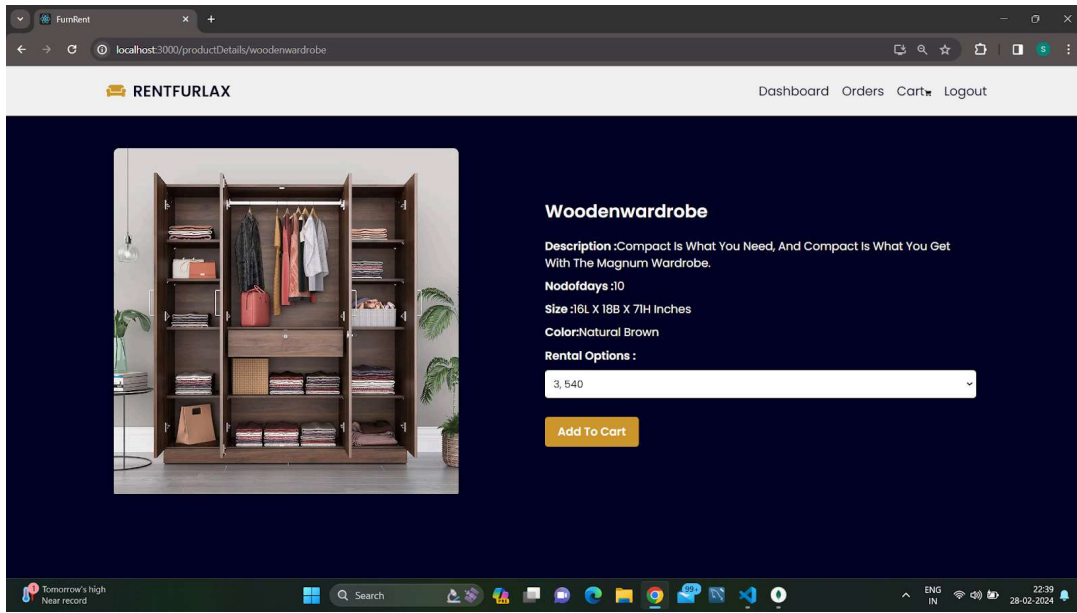 FurnRent
localhost:3000/productDetails/woodenwardrobe
S
RENTFURLAX
Dashboard Orders Cart Logout
Woodenwardrobe
Description :Compact Is What You Need, And Compact Is What You Get
With The Magnum Wardrobe.
Nodofdays :10
Size :16L X 18B X 71H Inches
Color:Natural Brown
Rental Options :
3, 540
Add To Cart
1
Tomorrow's high
Near record
Search
99+
ENG
IN
22:39
28-02-2024